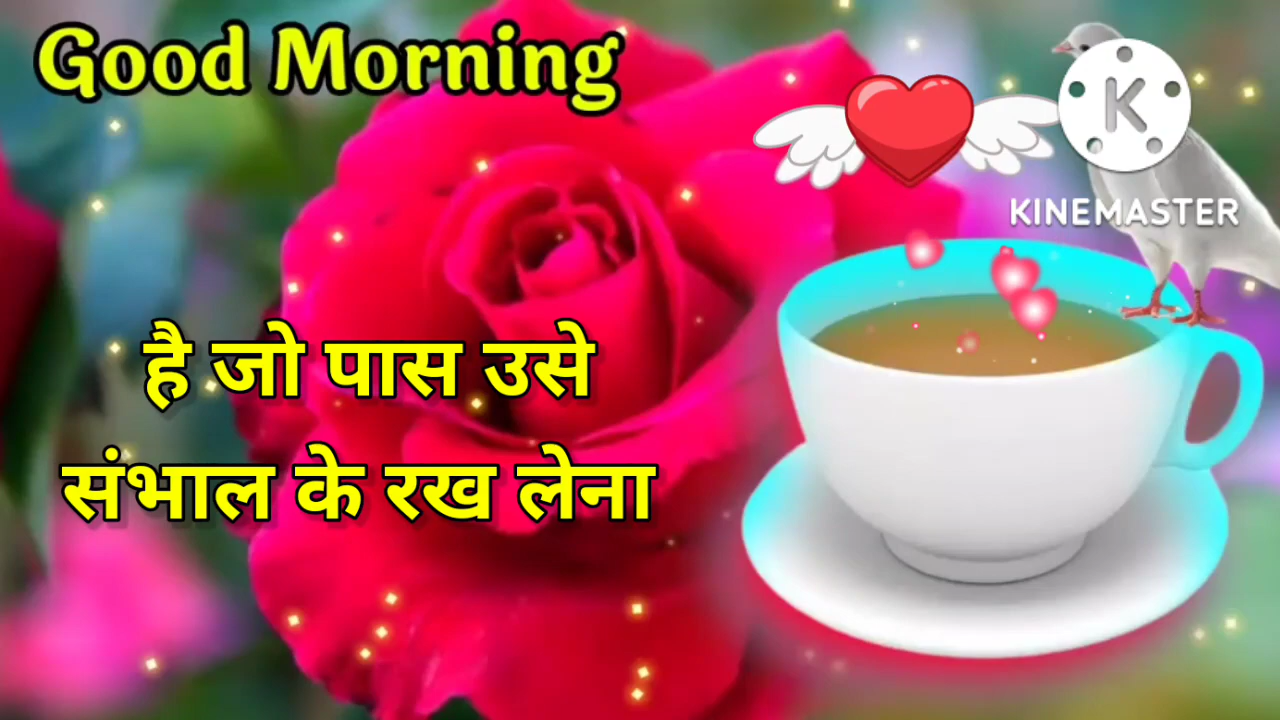 Good Morning
K
KINEMASTER
है जो पास उसे
संभाल के रख लेना